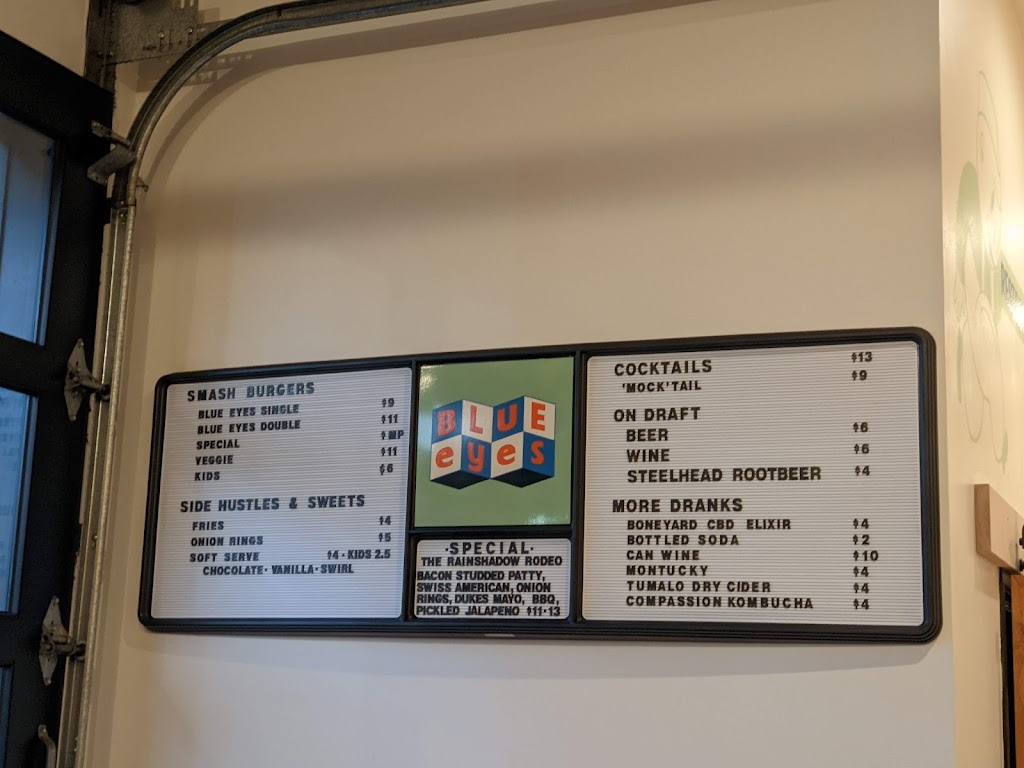 SMASH BURGERS
BLUE EYES SINGLE $9
BLUE EYES DOUBLE $11
SPECIAL $MP
VEGGIE $11
KIDS $6
SIDE HUSTLES & SWEETS
FRIES $4
ONION RINGS $5
SOFT SERVE $4 · KIDS 2.5
CHOCOLATE · VANILLA · SWIRL
BLUE
eyes
·SPECIAL·
THE RAINSHADOW RODEO
BACON STUDDED PATTY,
SWISS AMERICAN, ONION
RINGS, DUKES MAYO, BBQ,
PICKLED JALAPENO $11·13
COCKTAILS $13
'MOCK'TAIL $9
ON DRAFT
BEER $6
WINE $6
STEELHEAD ROOTBEER $4
MORE DRANKS
BONEYARD CBD ELIXIR $4
BOTTLED SODA $2
CAN WINE $10
MONTUCKY $4
TUMALO DRY CIDER $4
COMPASSION KOMBUCHA $4